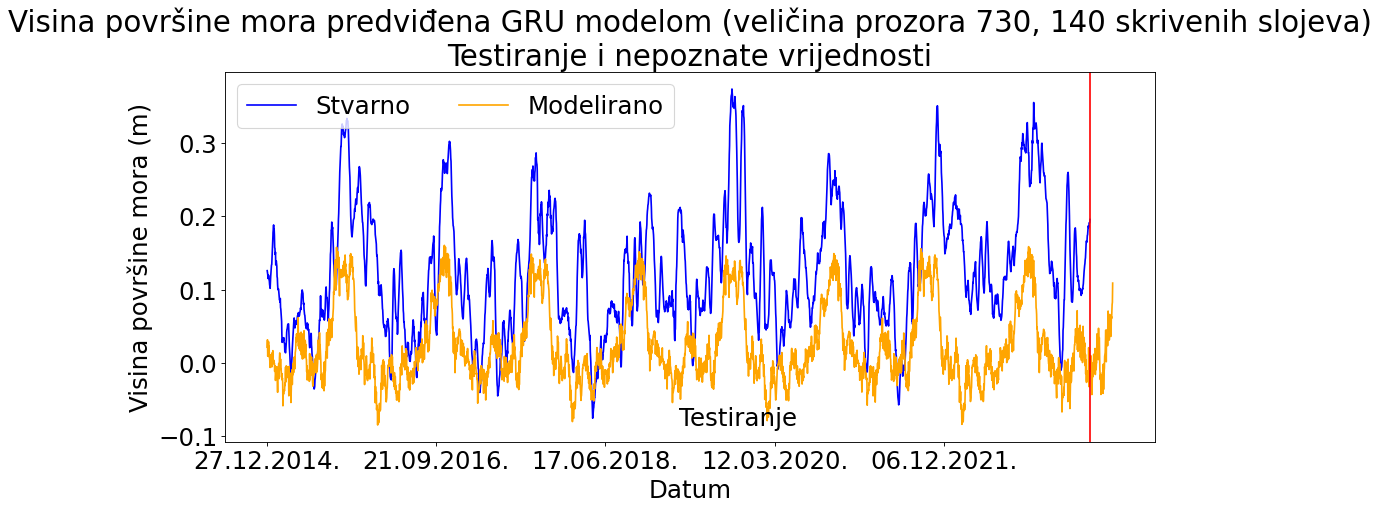 Visina površine mora predviđena GRU modelom (veličina prozora 730, 140 skrivenih slojeva)
Testiranje i nepoznate vrijednosti
Stvarno Modelirano
Visina površine mora (m)
0.3
0.2
0.1
0.0
−0.1
Testiranje
27.12.2014. 21.09.2016. 17.06.2018. 12.03.2020. 06.12.2021.
Datum